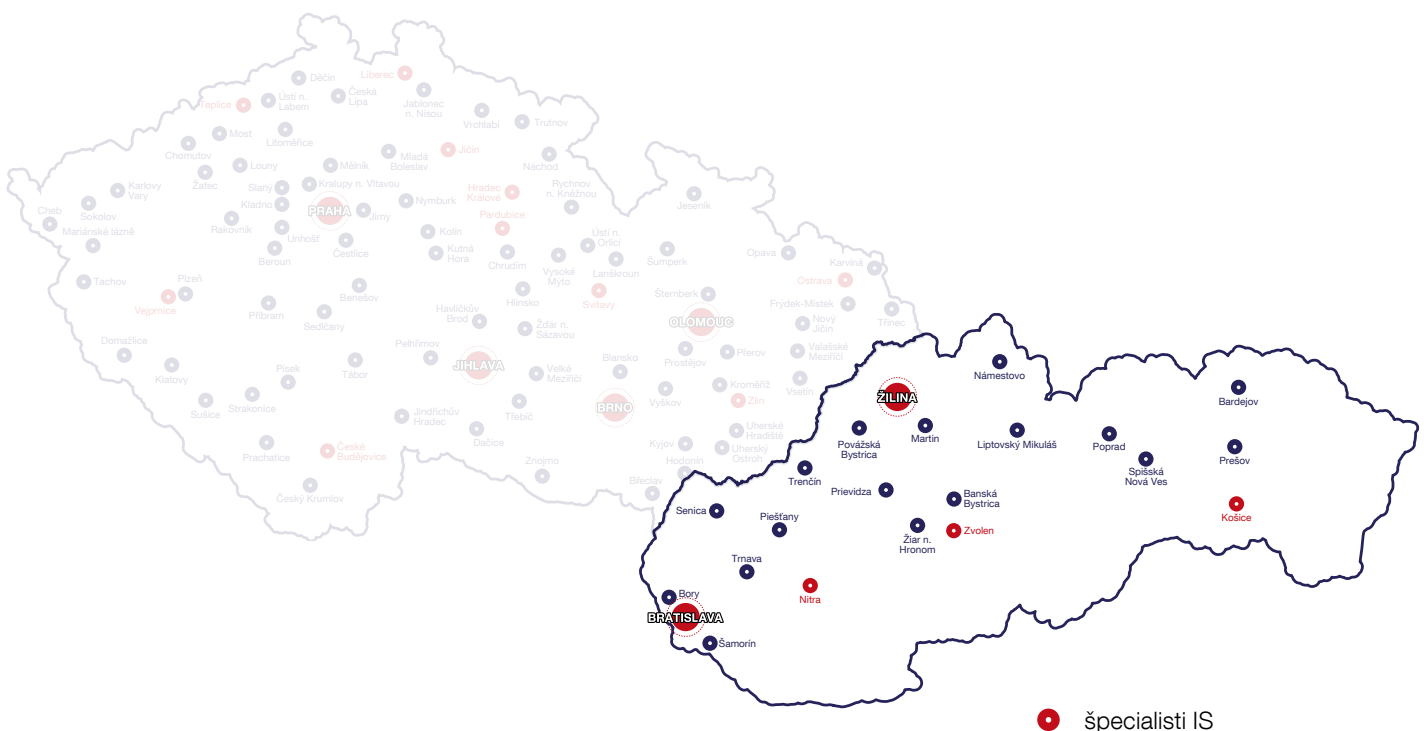 Děčín
Liberec
Teplice
Ústí n.
Labem
Česká
Lípa
Jablonec
n. Nisou
Vrchlabí
Trutnov
Most
Litoměřice
Chomutov
Louny
Mělník
Mladá
Boleslav
Jičín
Náchod
Žatec
Karlovy
Vary
Slaný
Kralupy n. Vltavou
Hradec
Králové
Rychnov
n. Kněžnou
Jeseník
Cheb
Sokolov
Kladno
PRAHA
Jirny
Nymburk
Pardubice
Mariánské lázně
Rakovník
Unhošť
Čestlice
Kolín
Ústí n.
Orlicí
Beroun
Kutná
Hora
Chrudim
Vysoké
Mýto
Lanškroun
Šumperk
Opava
Karviná
Tachov
Plzeň
Vejprnice
Benešov
Hlinsko
Svitavy
Šternberk
Ostrava
Příbram
Sedlčany
Havlíčkův
Brod
Žďár n.
Sázavou
OLOMOUC
Frýdek-Místek
Nový
Jičín
Třinec
Domažlice
Klatovy
Písek
Tábor
Pelhřimov
JIHLAVA
Velké
Meziříčí
Blansko
Prostějov
Přerov
Valašské
Meziříčí
Sušice
Strakonice
Jindřichův
Hradec
Třebíč
BRNO
Vyškov
Kroměříž
Zlín
Vsetín
Prachatice
České
Budějovice
Dačice
Kyjov
Uherské
Hradiště
Uherský
Ostroh
Český Krumlov
Znojmo
Hodonín
Břeclav
Námestovo
ŽILINA
Bardejov
Považská
Bystrica
Martin
Liptovský Mikuláš
Poprad
Prešov
Spišská
Nová Ves
Trenčín
Prievidza
Banská
Bystrica
Košice
Senica
Piešťany
Žiar n.
Hronom
Zvolen
Trnava
Nitra
Bory
BRATISLAVA
Šamorín
špecialisti IS